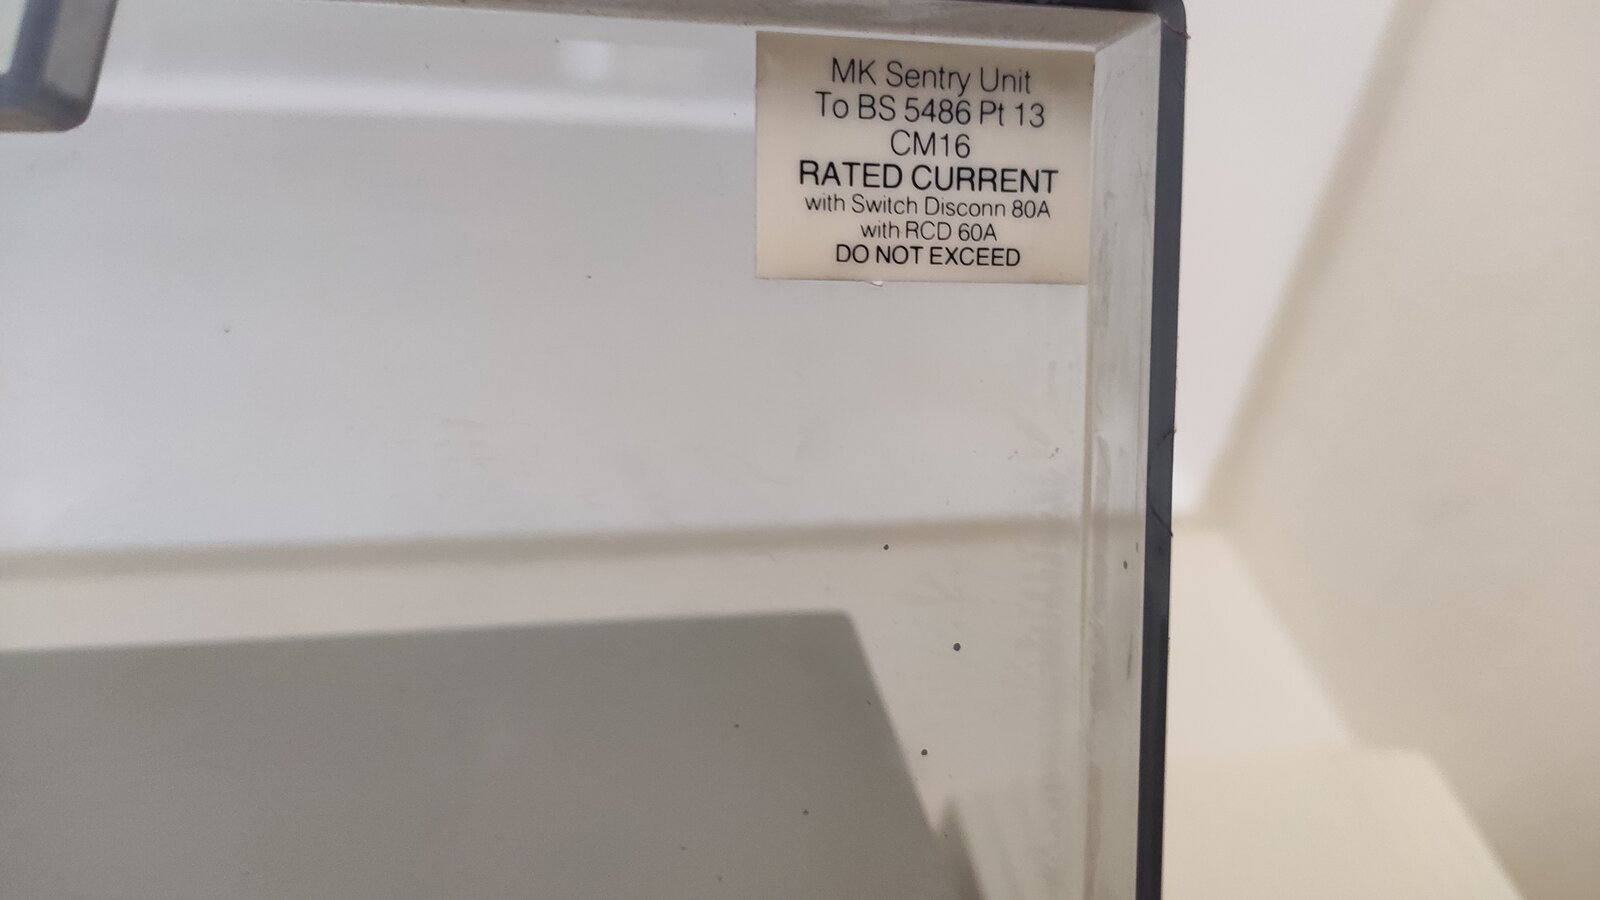 MK Sentry Unit
To BS 5486 Pt 13
CM16
RATED CURRENT
with Switch Disconn 80A
with RCD 60A
DO NOT EXCEED